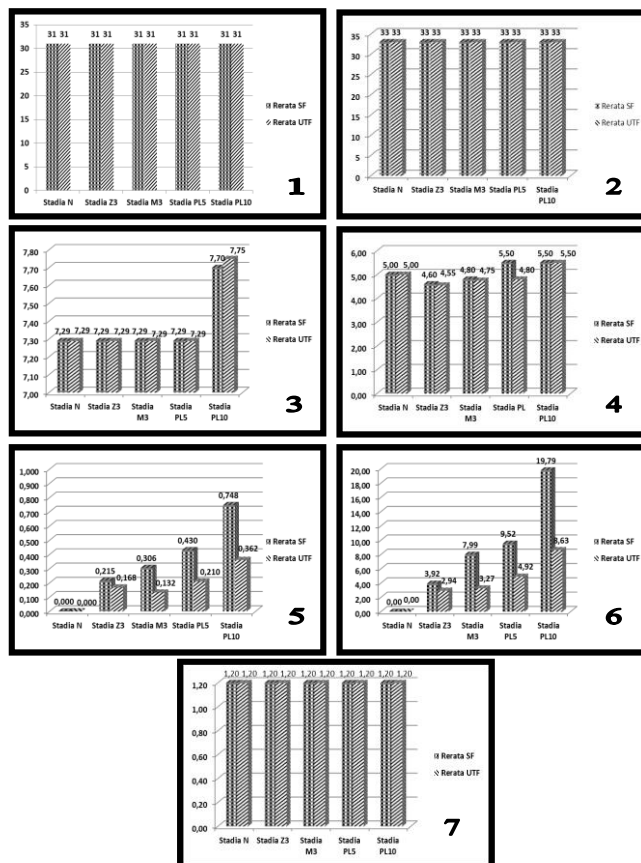 35
31 31 31 31 31 31 31 31 31 31
30
25
20
15
10
5
0
Stadia N Stadia Z3 Stadia M3 Stadia PL5 Stadia PL10
Rerata SF
Rerata UTF
1
35
33 33 33 33 33 33 33 33 33 33
30
25
20
15
10
5
0
Stadia N Stadia Z3 Stadia M3 Stadia PL5 Stadia
PL10
Rerata SF
Rerata UTF
2
7,80
7,70 7,75
7,70
7,60
7,50
7,40
7,29 7,29 7,29 7,29 7,29 7,29 7,29 7,29
7,30
7,20
7,10
7,00
Stadia N Stadia Z3 Stadia M3 Stadia PL5 Stadia PL10
Rerata SF
Rerata UTF
3
6,00
5,00 5,00 4,60 4,55 4,80 4,75 5,50 4,80 5,50 5,50
5,00
4,00
3,00
2,00
1,00
0,00
Stadia N Stadia Z3 Stadia M3 Stadia PL Stadia PL10
Rerata SF
Rerata UTF
4
1,000
0,900
0,800
0,700
0,600
0,500
0,400
0,300
0,200
0,100
0,000
0,000 0,000 0,215 0,168 0,306 0,132 0,430 0,210 0,748 0,362
Stadia N Stadia Z3 Stadia M3 Stadia PL5 Stadia
PL10
Rerata SF
Rerata UTF
5
20,00
18,00
16,00
14,00
12,00
10,00
8,00
6,00
4,00
2,00
0,00
0,00 0,00 3,92 2,94 7,99 3,27 9,52 4,92 19,79 8,63
Stadia N Stadia Z3 Stadia M3 Stadia PL5 Stadia PL10
Rerata SF
Rerata UTF
6
1,20 1,20 1,20 1,20 1,20 1,20 1,20 1,20 1,20 1,20
1,20
1,00
0,80
0,60
0,40
0,20
0,00
Stadia N Stadia Z3 Stadia M3 Stadia PL5 Stadia PL10
Rerata SF
Rerata UTF
7